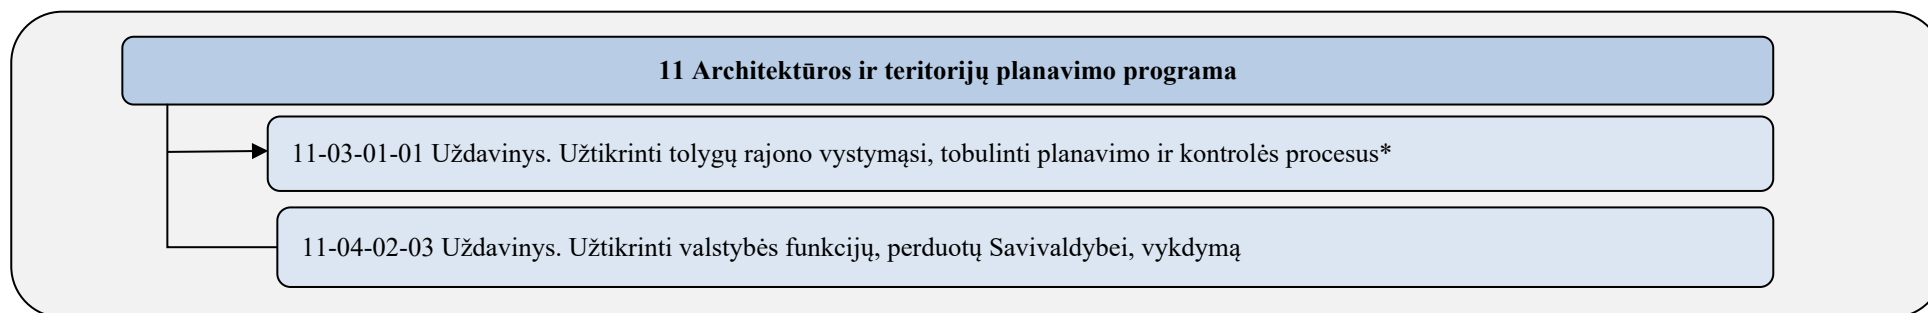 11 Architektūros ir teritorijų planavimo programa
11-03-01-01 Uždavinys. Užtikrinti tolygų rajono vystymąsi, tobulinti planavimo ir kontrolės procesus*
11-04-02-03 Uždavinys. Užtikrinti valstybės funkcijų, perduotų Savivaldybei, vykdymą